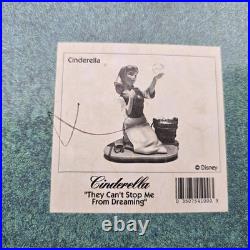 Cinderella
© Disney
Cinderella
"They Can't Stop Me
From Dreaming"